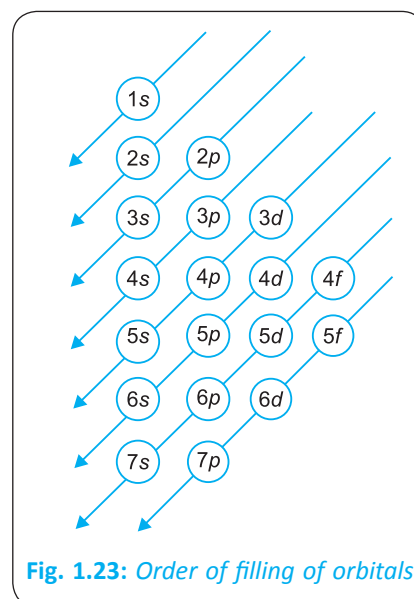 1s
2s 2p
3s 3p 3d
4s 4p 4d 4f
5s 5p 5d 5f
6s 6p 6d
7s 7p
Fig. 1.23: Order of filling of orbitals